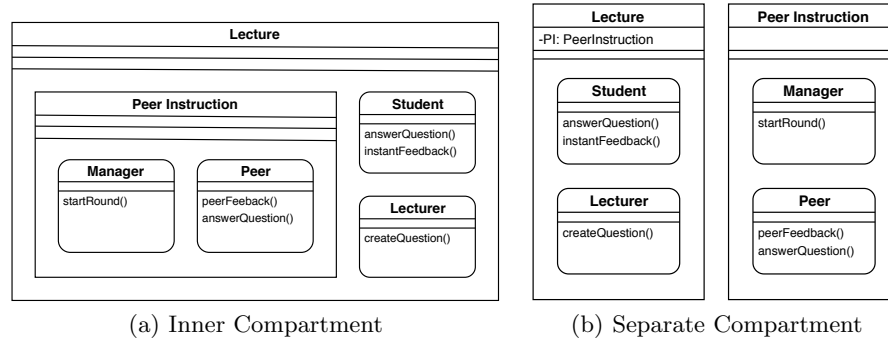 Lecture
Peer Instruction
Manager
startRound()
Peer
peerFeeback()
answerQuestion()
Student
answerQuestion()
instantFeedback()
Lecturer
createQuestion()
(a) Inner Compartment
Lecture
-PI: PeerInstruction
Student
answerQuestion()
instantFeedback()
Lecturer
createQuestion()
Peer Instruction
Manager
startRound()
Peer
peerFeedback()
answerQuestion()
(b) Separate Compartment